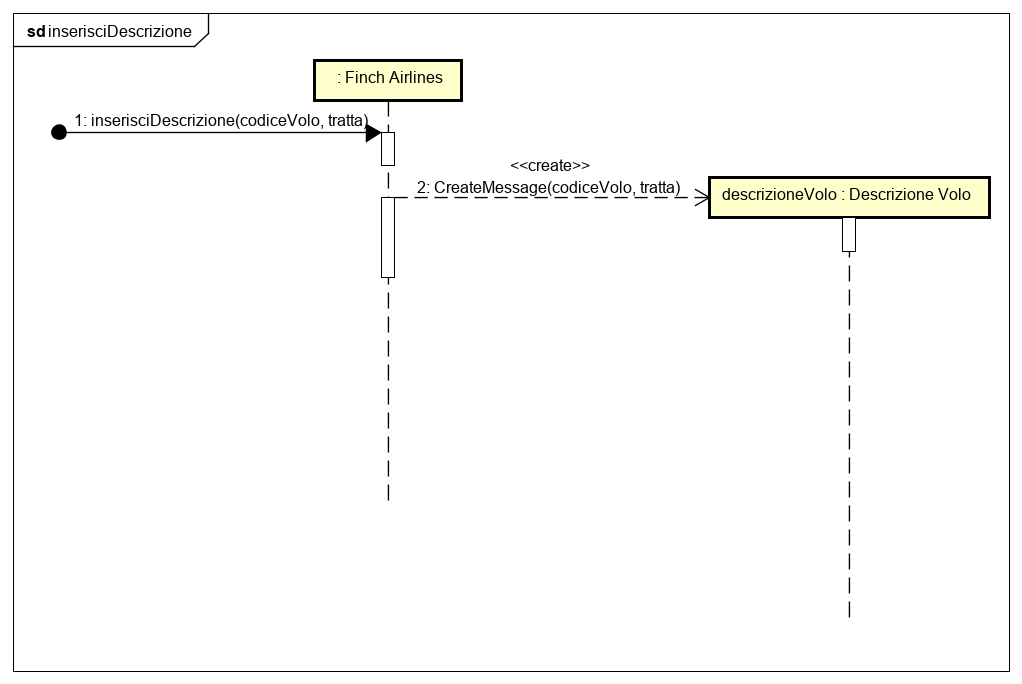 sd inserisciDescrizione
: Finch Airlines
1: inserisciDescrizione(codiceVolo, tratta)
<<create>>
2: CreateMessage(codiceVolo, tratta)
descrizioneVolo : Descrizione Volo